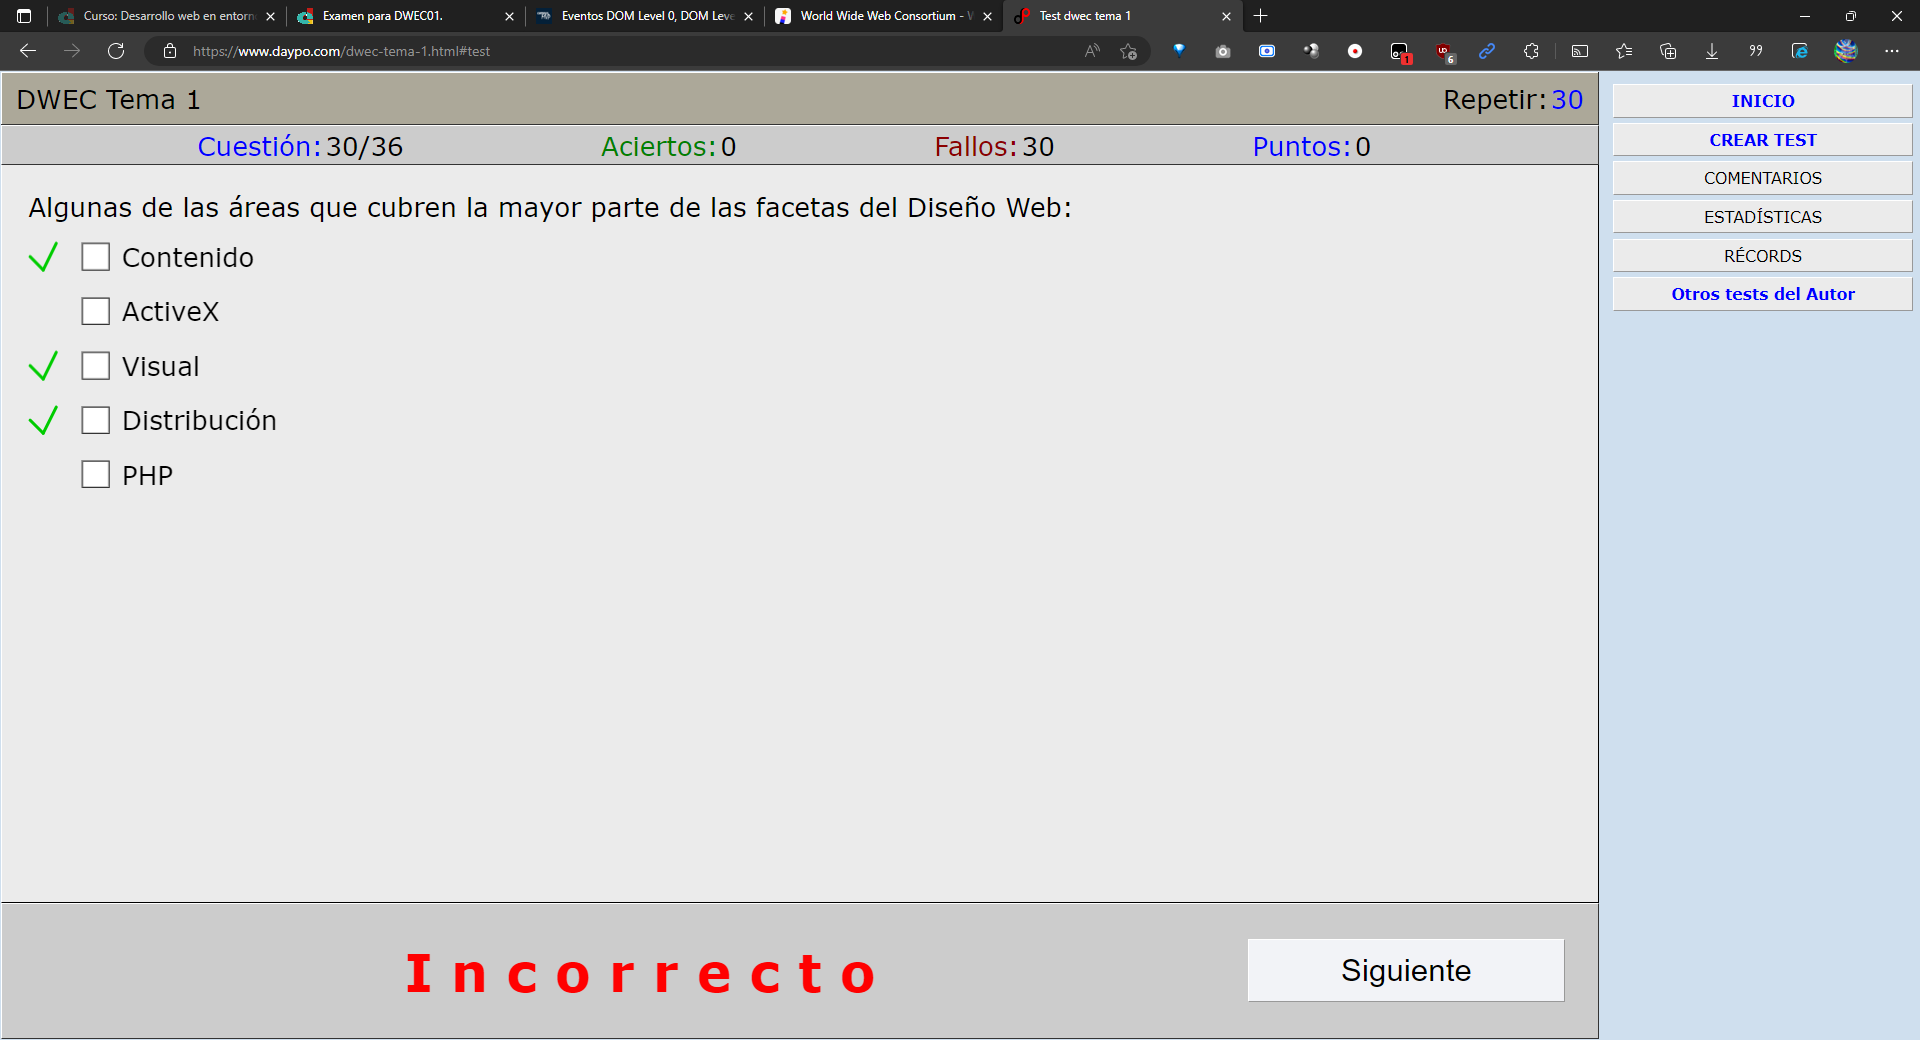 Curso: Desarrollo web en entorn
Examen para DWEC01.
Eventos DOM Level 0, DOM Leve
World Wide Web Consortium - W
Test dwec tema 1
https://www.daypo.com/dwec-tema-1.html#test
1
6
DWEC Tema 1
Repetir: 30
Cuestión: 30/36
Aciertos: 0
Fallos: 30
Puntos: 0
Algunas de las áreas que cubren la mayor parte de las facetas del Diseño Web:
Contenido
ActiveX
Visual
Distribución
PHP
Incorrecto
Siguiente
INICIO
CREAR TEST
COMENTARIOS
ESTADÍSTICAS
RÉCORDS
Otros tests del Autor